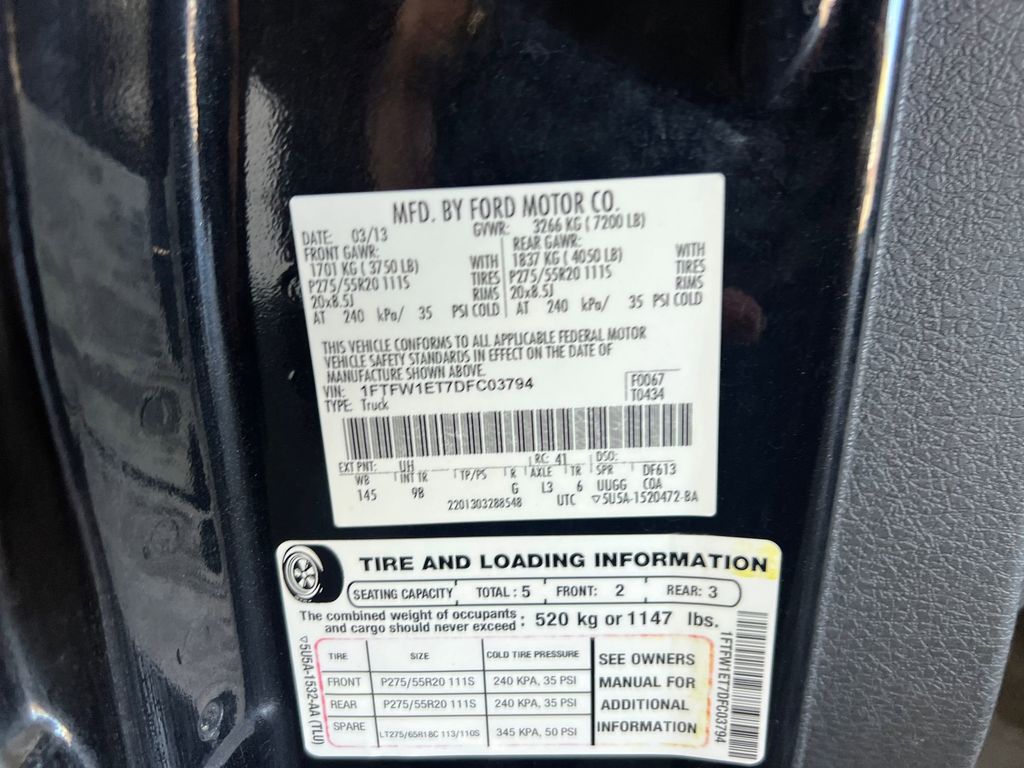 MFD. BY FORD MOTOR CO.
DATE: 03/13 GVWR: 3266 KG ( 7200 LB)
FRONT GAWR: REAR GAWR:
1701 KG ( 3750 LB) WITH 1837 KG ( 4050 LB) WITH
P275/55R20 111S TIRES P275/55R20 111S TIRES
20x8.5J RIMS 20x8.5J RIMS
AT 240 kPa/ 35 PSI COLD AT 240 kPa/ 35 PSI COLD
THIS VEHICLE CONFORMS TO ALL APPLICABLE FEDERAL MOTOR
VEHICLE SAFETY STANDARDS IN EFFECT ON THE DATE OF
MANUFACTURE SHOWN ABOVE.
VIN: 1FTFW1ET7DFC03794 F0067
TYPE: Truck T0434
EXT PNT: UH RC: 41 DSO:
WB INT TR TP/PS R AXLE TR SPR DF613
145 9B G L3 6 UUGG COA
2201303288548 UTC ▽5U5A-1520472-BA
TIRE AND LOADING INFORMATION
SEATING CAPACITY TOTAL : 5 FRONT: 2 REAR: 3
The combined weight of occupants
and cargo should never exceed : 520 kg or 1147 lbs.
TIRE SIZE COLD TIRE PRESSURE
FRONT P275/55R20 111S 240 KPA, 35 PSI
REAR P275/55R20 111S 240 KPA, 35 PSI
SPARE LT275/65R18C 113/110S 345 KPA, 50 PSI
SEE OWNERS
MANUAL FOR
ADDITIONAL
INFORMATION
▽5U5A-1532-AA (TLU)
1FTFW1ET7DFC03794